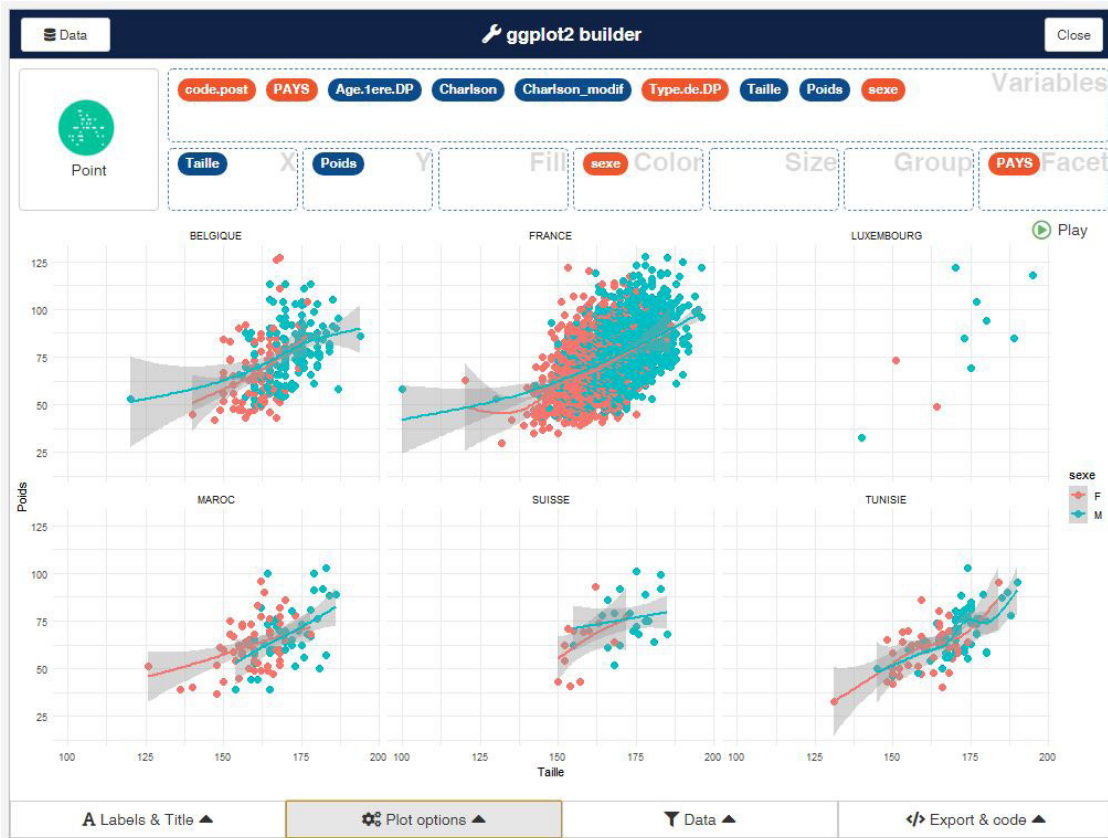 Data
ggplot2 builder
Close
Point
Variables
code.post PAYS Age.1ere.DP Charlson Charlson_modif Type.de.DP Taille Poids sexe
Taille X Poids Y Fill sexe Color Size Group PAYS Facet
Play
BELGIQUE FRANCE LUXEMBOURG
125
100
75
50
25
MAROC SUISSE TUNISIE
125
100
75
50
25
Poids
100 125 150 175 200 100 125 150 175 200 100 125 150 175 200
Taille
sexe
F
M
A Labels & Title Plot options Data </> Export & code